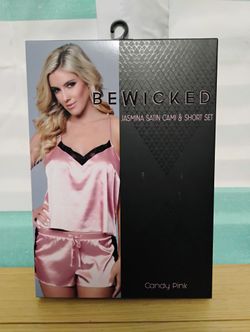 BEWICKED
JASMINA SATIN CAMI & SHORT SET
Candy Pink